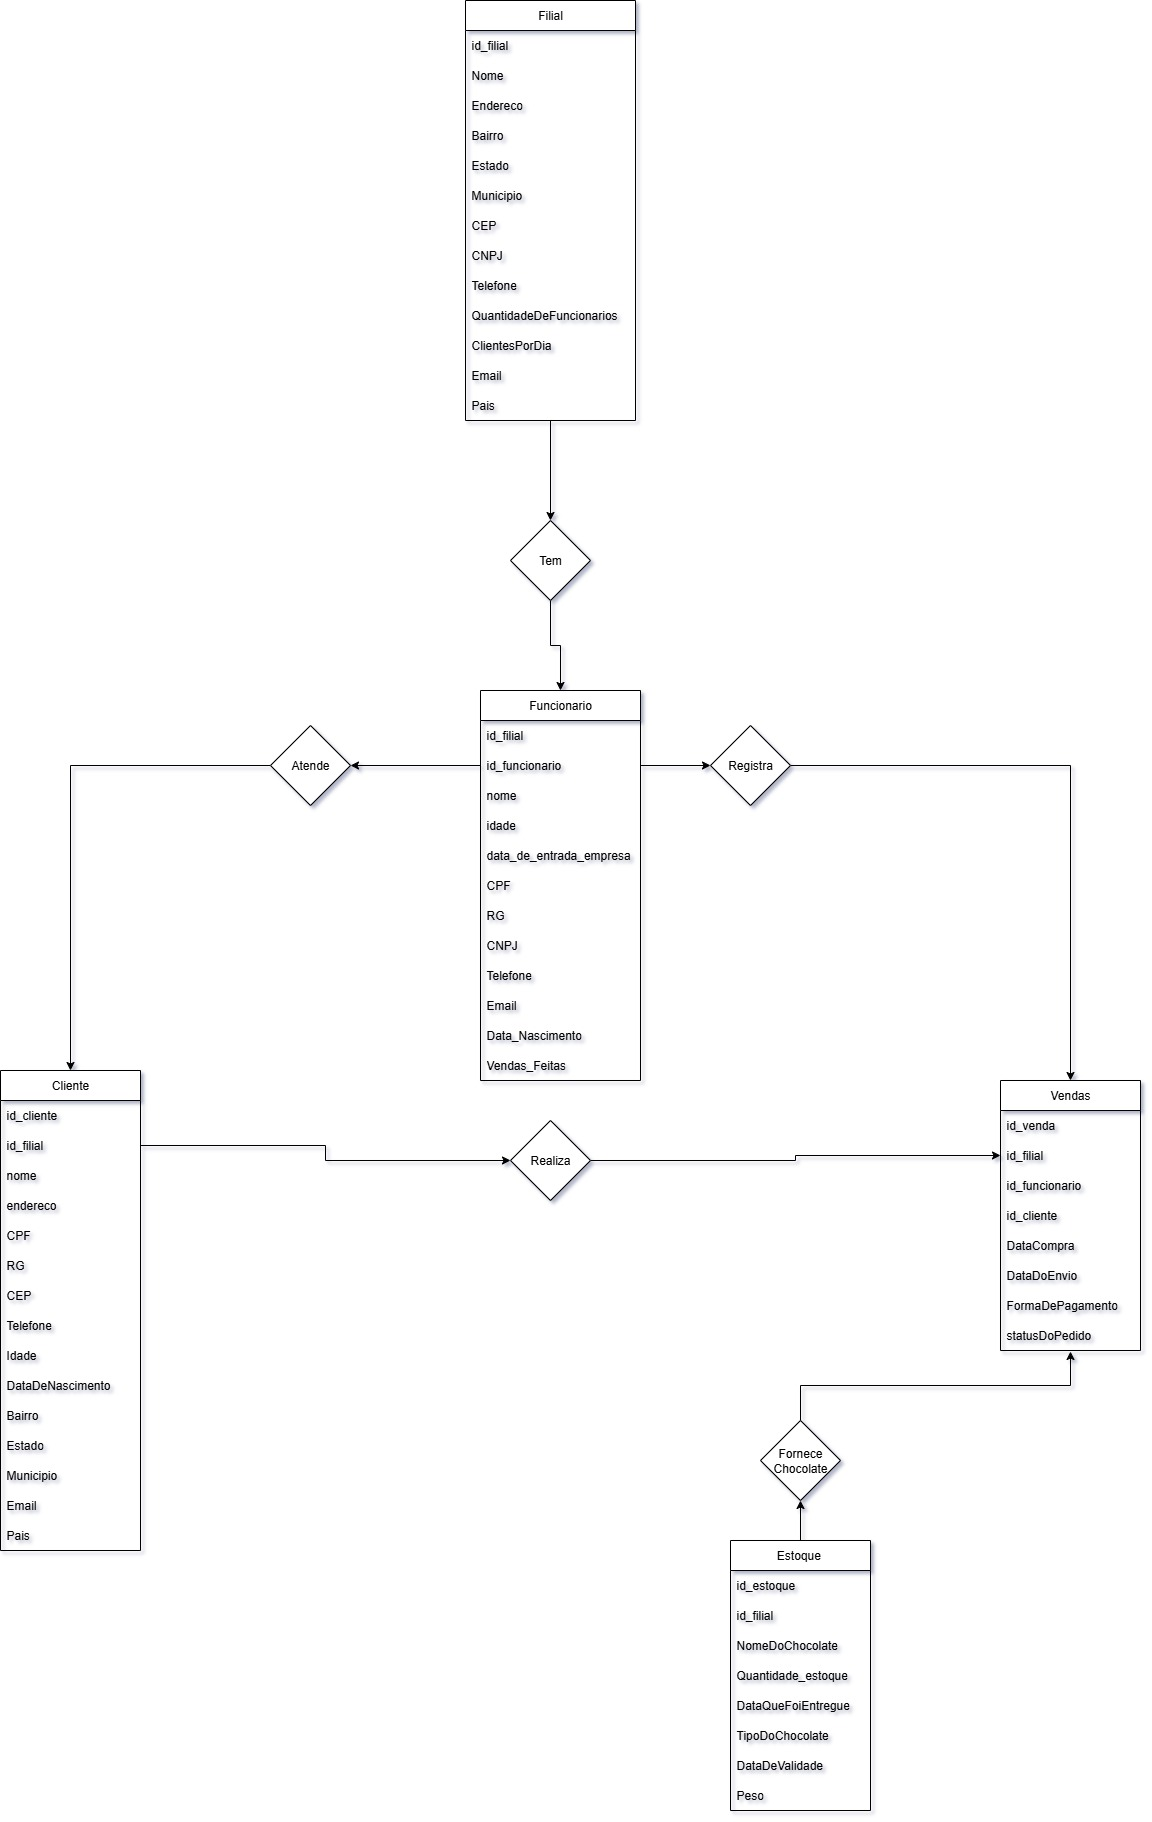 Filial
id_filial
Nome
Endereco
Bairro
Estado
Municipio
CEP
CNPJ
Telefone
QuantidadeDeFuncionarios
ClientesPorDia
Email
Pais
Tem
Funcionario
id_filial
id_funcionario
nome
idade
data_de_entrada_empresa
CPF
RG
CNPJ
Telefone
Email
Data_Nascimento
Vendas_Feitas
Atende
Registra
Cliente
id_cliente
id_filial
nome
endereco
CPF
RG
CEP
Telefone
Idade
DataDeNascimento
Bairro
Estado
Municipio
Email
Pais
Realiza
Vendas
id_venda
id_filial
id_funcionario
id_cliente
DataCompra
DataDoEnvio
FormaDePagamento
statusDoPedido
Fornece
Chocolate
Estoque
id_estoque
id_filial
NomeDoChocolate
Quantidade_estoque
DataQueFoiEntregue
TipoDoChocolate
DataDeValidade
Peso